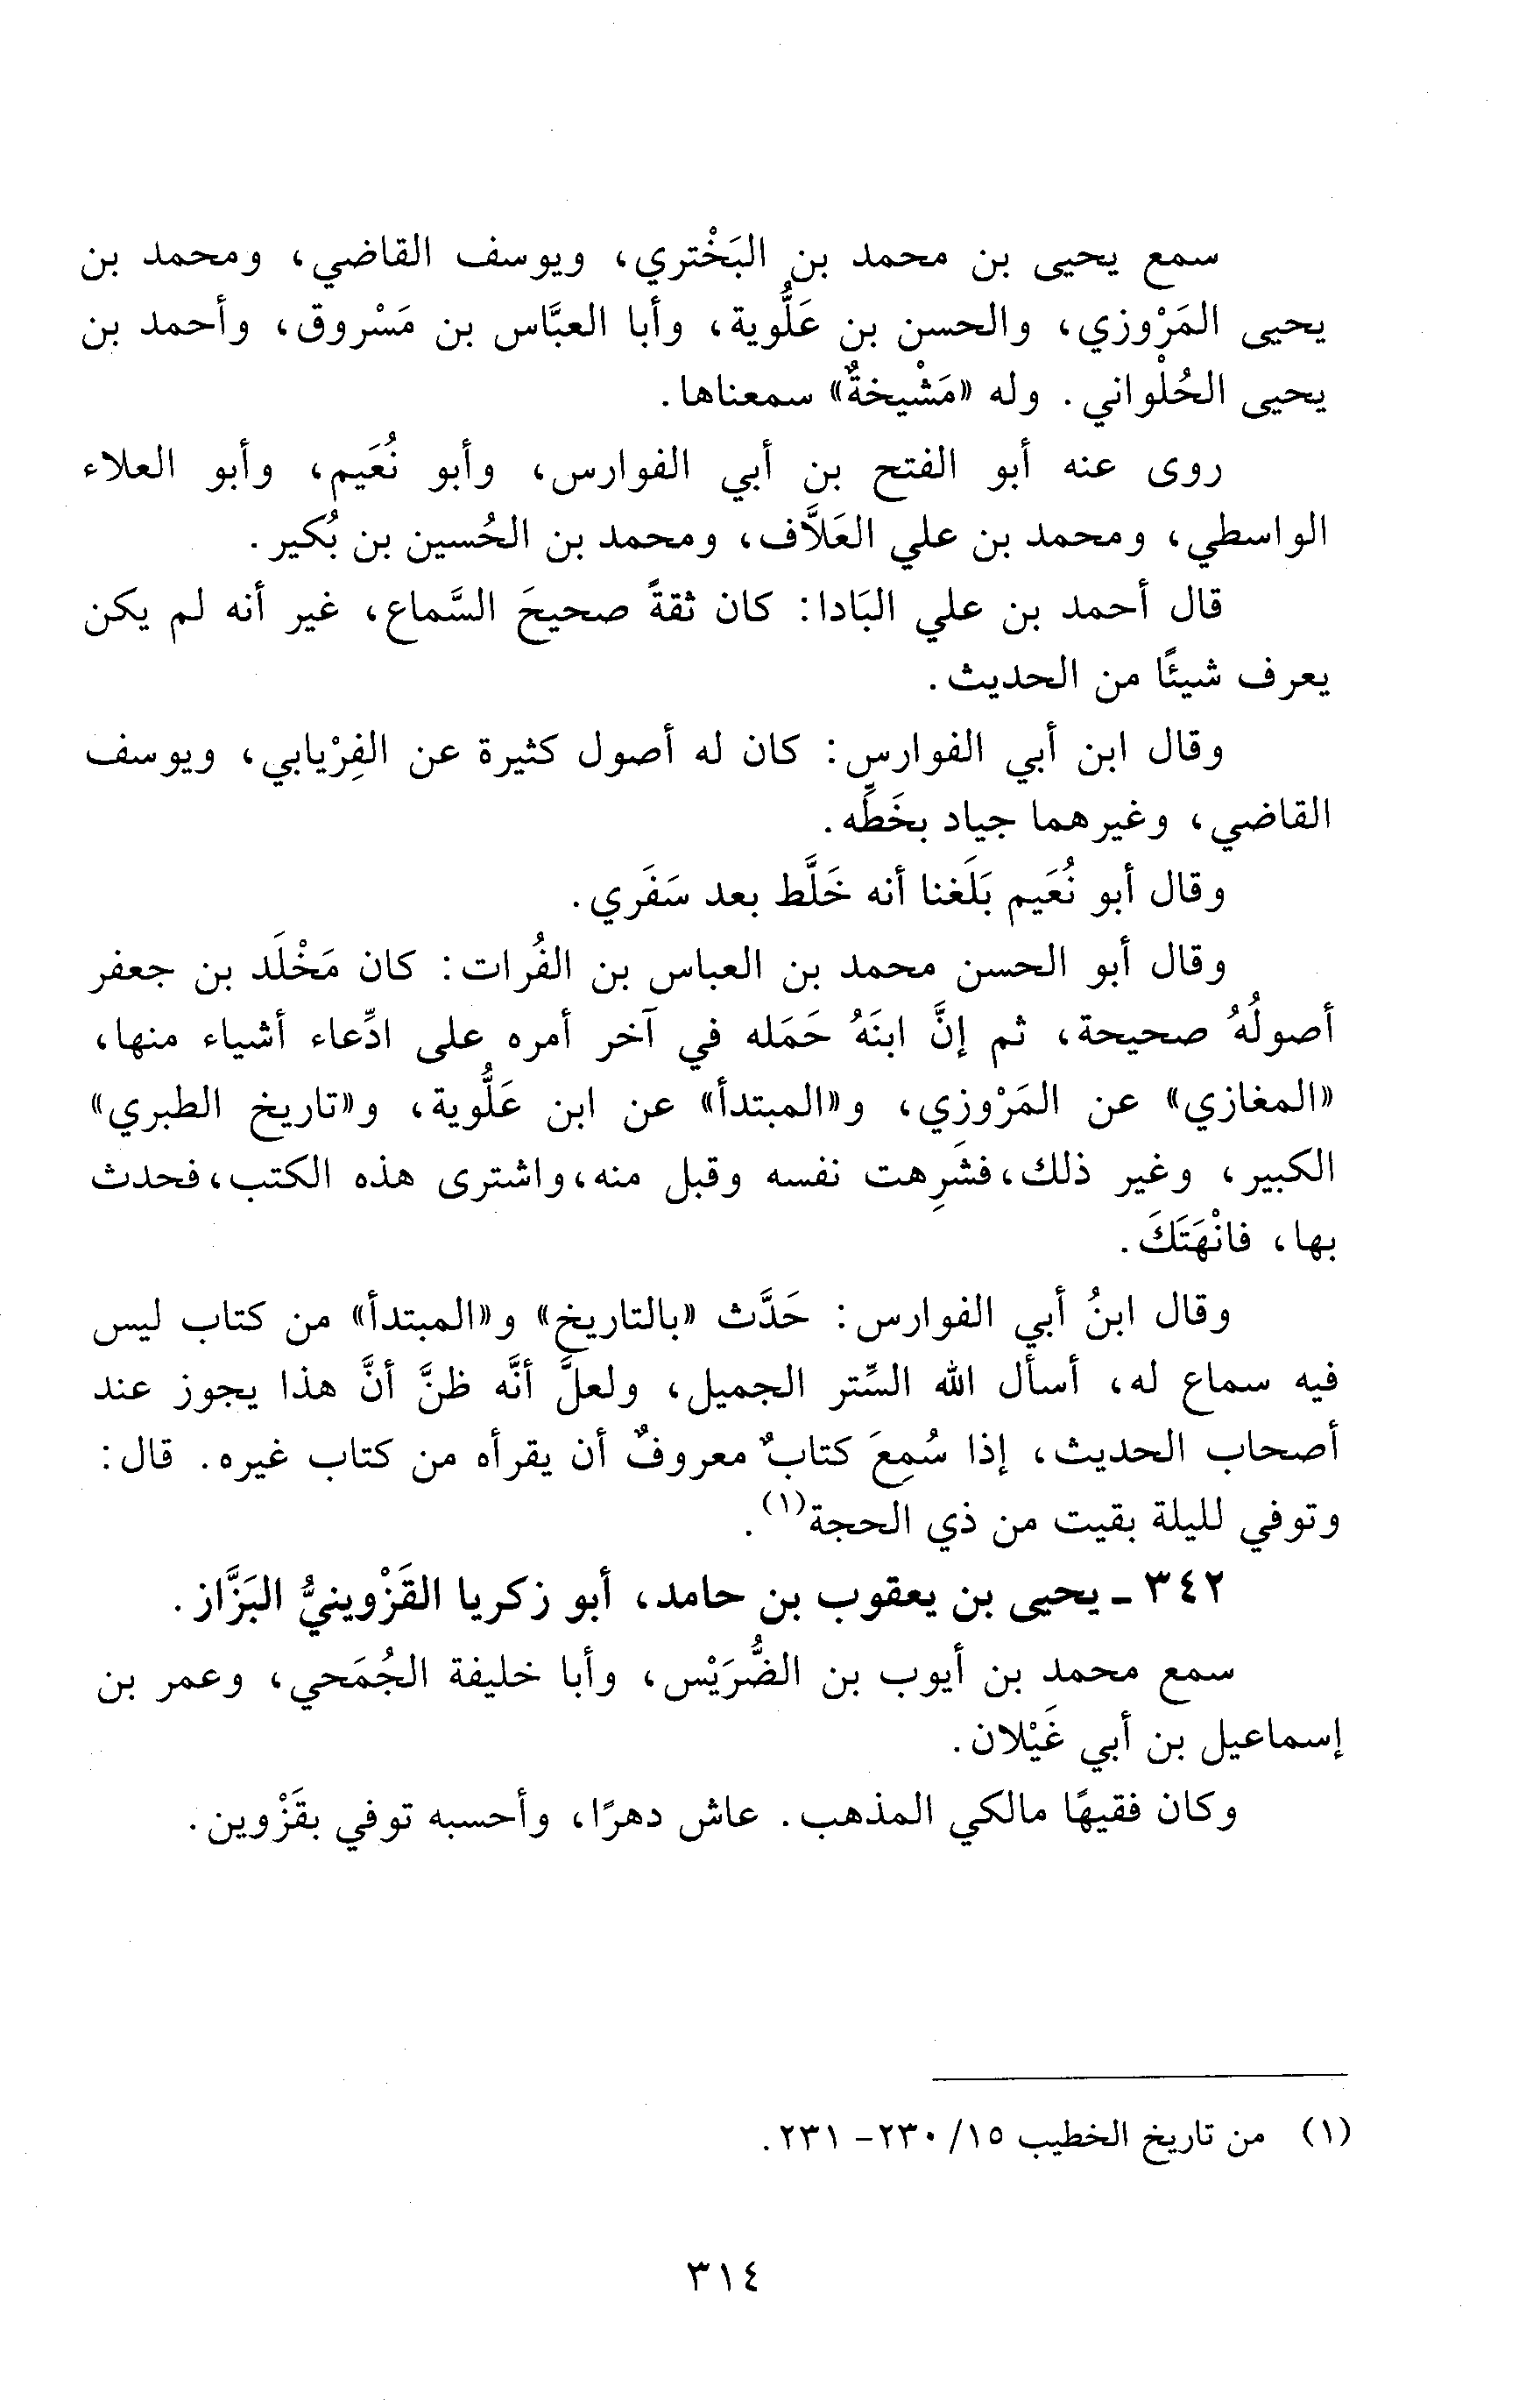 سمع يحيى بن محمد بن البَخْتري، ويوسف القاضي، ومحمد بن
يحيى المَرْوزي، والحسن بن عَلُّوية، وأبا العبَّاس بن مَسْروق، وأحمد بن
يحيى الحُلْواني. وله «مَشْيخةٌ» سمعناها.
روى عنه أبو الفتح بن أبي الفوارس، وأبو نُعَيم، وأبو العلاء
الواسطي، ومحمد بن علي العَلاَّف، ومحمد بن الحُسين بن بُكير.
قال أحمد بن علي البَادا: كان ثقةً صحيحَ السَّماع، غير أنه لم يكن
يعرف شيئًا من الحديث.
وقال ابن أبي الفوارس: كان له أصول كثيرة عن الفِرْيابي، ويوسف
القاضي، وغيرهما جياد بخَطِّه.
وقال أبو نُعَيم بَلَغنا أنه خَلَّط بعد سَفَري.
وقال أبو الحسن محمد بن العباس بن الفُرات: كان مَخْلَد بن جعفر
أصولُهُ صحيحة، ثم إنَّ ابنَهُ حَمَله في آخر أمره على ادِّعاء أشياء منها،
«المغازي» عن المَرْوزي، و«المبتدأ» عن ابن عَلُّوية، و«تاريخ الطبري»
الكبير، وغير ذلك، فشَرِهت نفسه وقبل منه، واشترى هذه الكتب، فحدث
بها، فانْهَتَكَ.
وقال ابنُ أبي الفوارس: حَدَّث «بالتاريخ» و«المبتدأ» من كتاب ليس
فيه سماع له، أسأل الله السِّتر الجميل، ولعلَّ أنَّه ظنَّ أنَّ هذا يجوز عند
أصحاب الحديث، إذا سُمِعَ كتابٌ معروفٌ أن يقرأه من كتاب غيره. قال:
وتوفي لليلة بقيت من ذي الحجة(١).
٣٤٢ - يحيى بن يعقوب بن حامد، أبو زكريا القَزْوينيُّ البَزَّاز.
سمع محمد بن أيوب بن الضُّرَيْس، وأبا خليفة الجُمَحي، وعمر بن
إسماعيل بن أبي غَيْلان.
وكان فقيهًا مالكي المذهب. عاش دهرًا، وأحسبه توفي بقَزْوين.
(١) من تاريخ الخطيب ١٥/ ٢٣٠- ٢٣١.
٣١٤